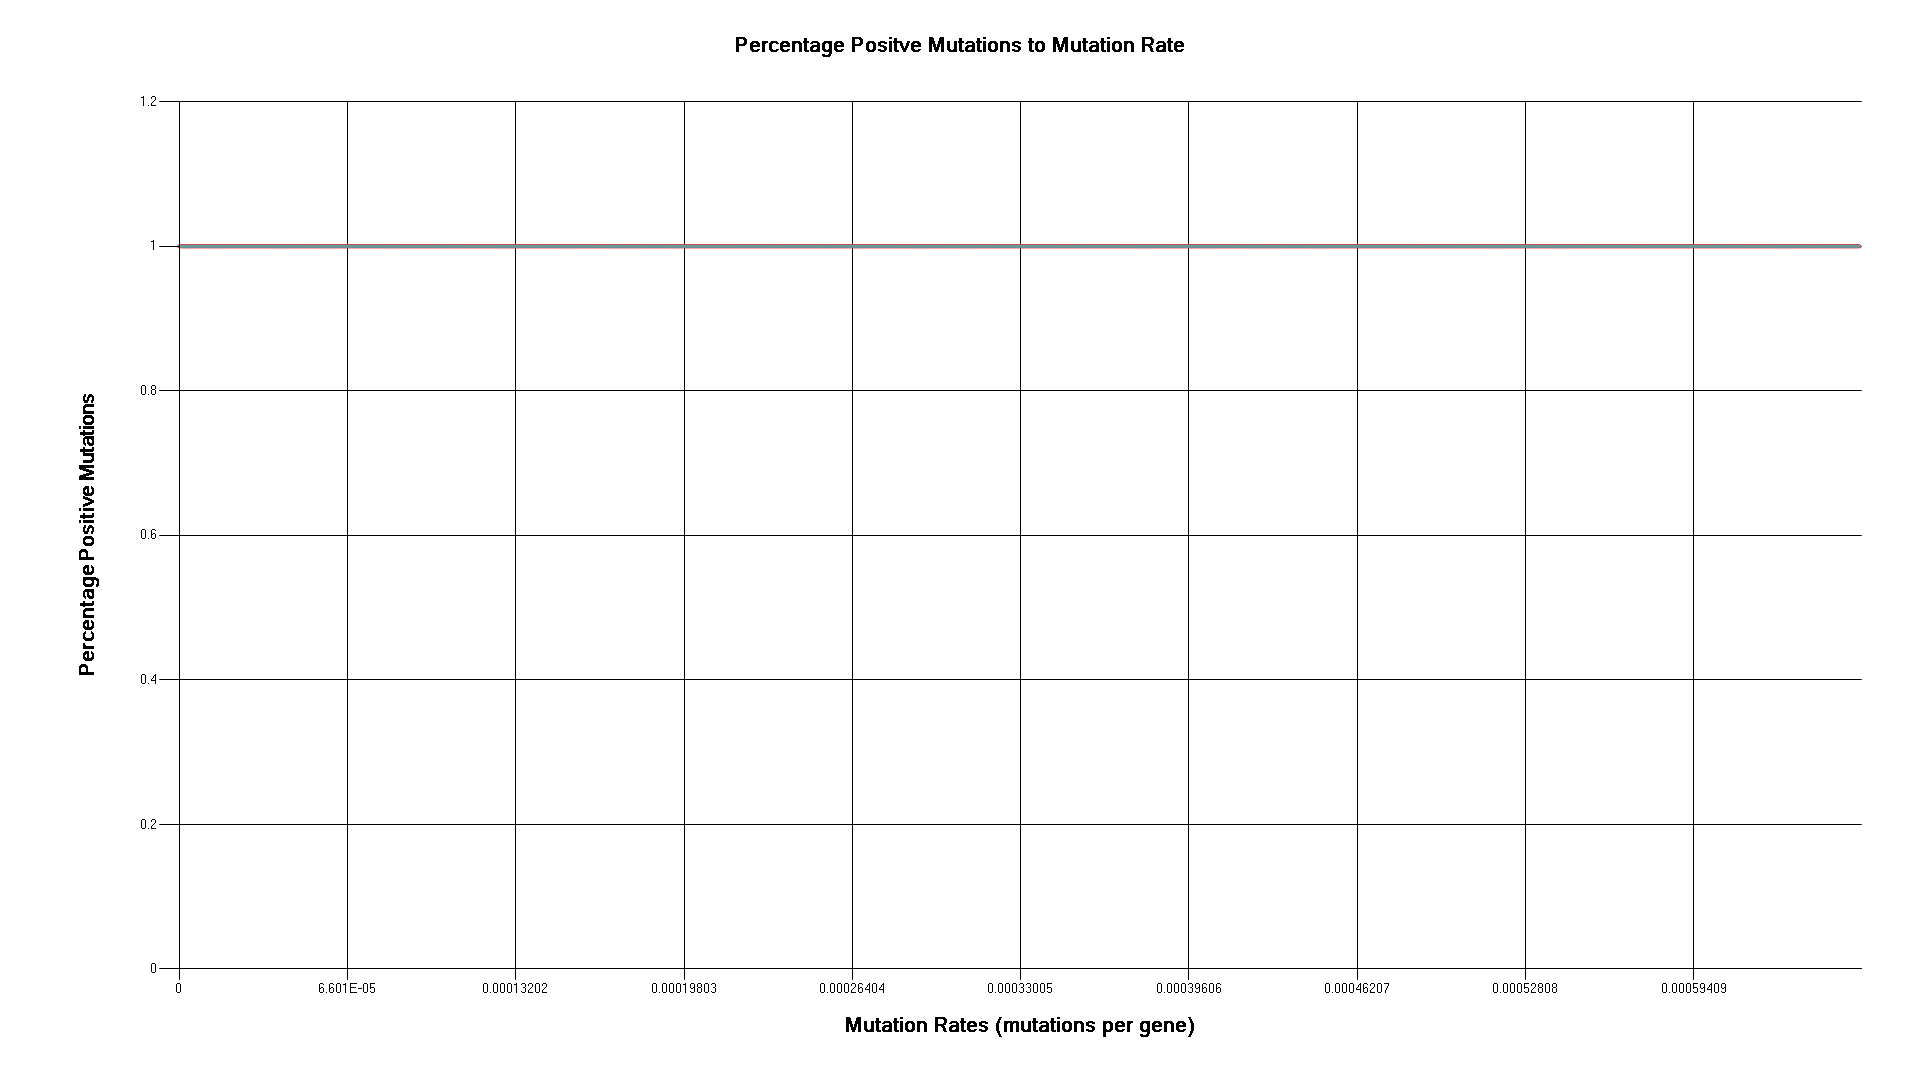 Percentage Positve Mutations to Mutation Rate
1.2
1
0.8
0.6
0.4
0.2
0
Percentage Positive Mutations
0 6.601E-05 0.00013202 0.00019803 0.00026404 0.00033005 0.00039606 0.00046207 0.00052808 0.00059409
Mutation Rates (mutations per gene)